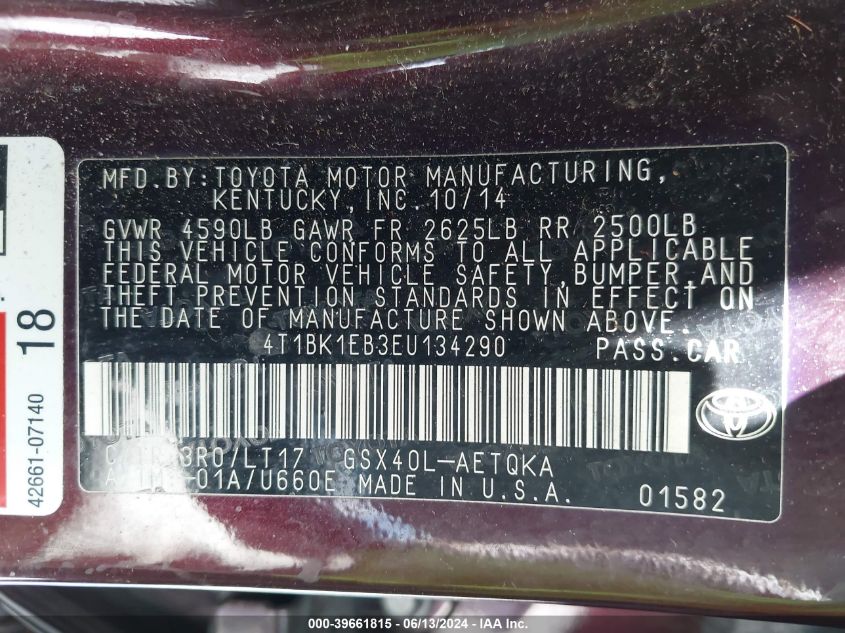 MFD.BY:TOYOTA MOTOR MANUFACTURING,
KENTUCKY,INC.10/14
GVWR 4590LB GAWR FR 2625LB RR 2500LB
THIS VEHICLE CONFORMS TO ALL APPLICABLE
FEDERAL MOTOR VEHICLE SAFETY,BUMPER,AND
THEFT PREVENTION STANDARDS IN EFFECT ON
THE DATE OF MANUFACTURE SHOWN ABOVE.
4T1BK1EB3EU134290 PASS.CAR
GSX40L-AETQKA
MADE IN U.S.A.
01582
18
42661-07140
000-39661815 - 06/13/2024 - IAANS